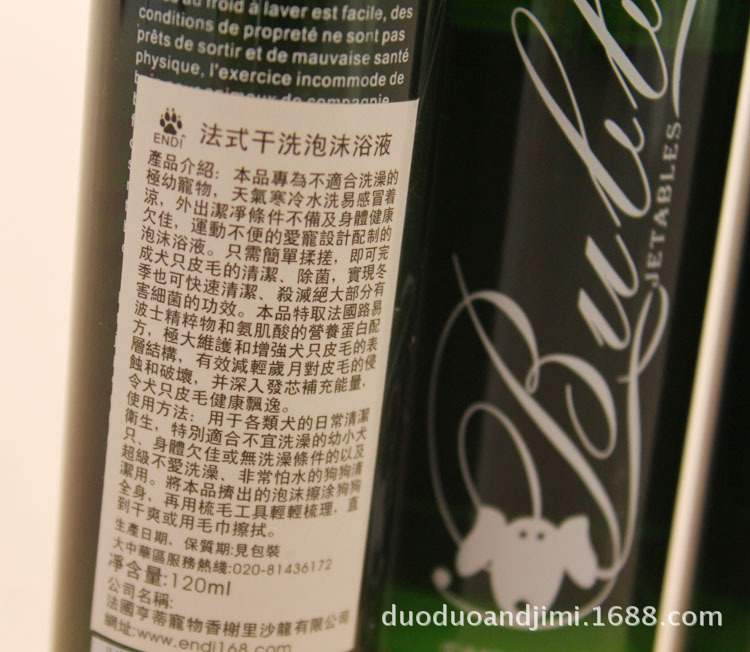 au froid à laver est facile, des
conditions de propreté ne sont pas
prêts de sortir et de mauvaise santé
physique, l'exercice incommode de
ENDI
法式干洗泡沫浴液
產品介紹: 本品專為不適合洗澡的
極幼寵物, 天氣寒冷水洗易感冒着
涼, 外出潔淨條件不備及身體健康
欠佳, 運動不便的愛寵設計配制的
泡沫浴液。只需簡單揉搓, 即可完
成犬只皮毛的清潔、除菌, 實現冬
季也可快速清潔、殺滅絕大部分有
害細菌的功效。本品特取法國路易
波士精粹物和氨肌酸的營養蛋白配
方, 極大維護和增強犬只皮毛的表
層結構, 有效減輕歲月對皮毛的侵
蝕和破壞, 并深入發芯補充能量,
令犬只皮毛健康飄逸。
使用方法: 用于各類犬的日常清潔
衛生, 特別適合不宜洗澡的幼小犬
只、身體欠佳或無洗澡條件的以及
超級不愛洗澡、非常怕水的狗狗清
潔用。將本品擠出的泡沫擦涂狗狗
全身, 再用梳毛工具輕輕梳理, 直
到干爽或用毛巾擦拭。
生產日期, 保質期:見包裝
大中華區服務熱綫:020-81436172
淨含量:120ml
公司名稱:
法國亨蒂寵物香榭里沙龍有限公司
網址:www.endi168.com
JETABLES
duoduoandjimi.1688.com